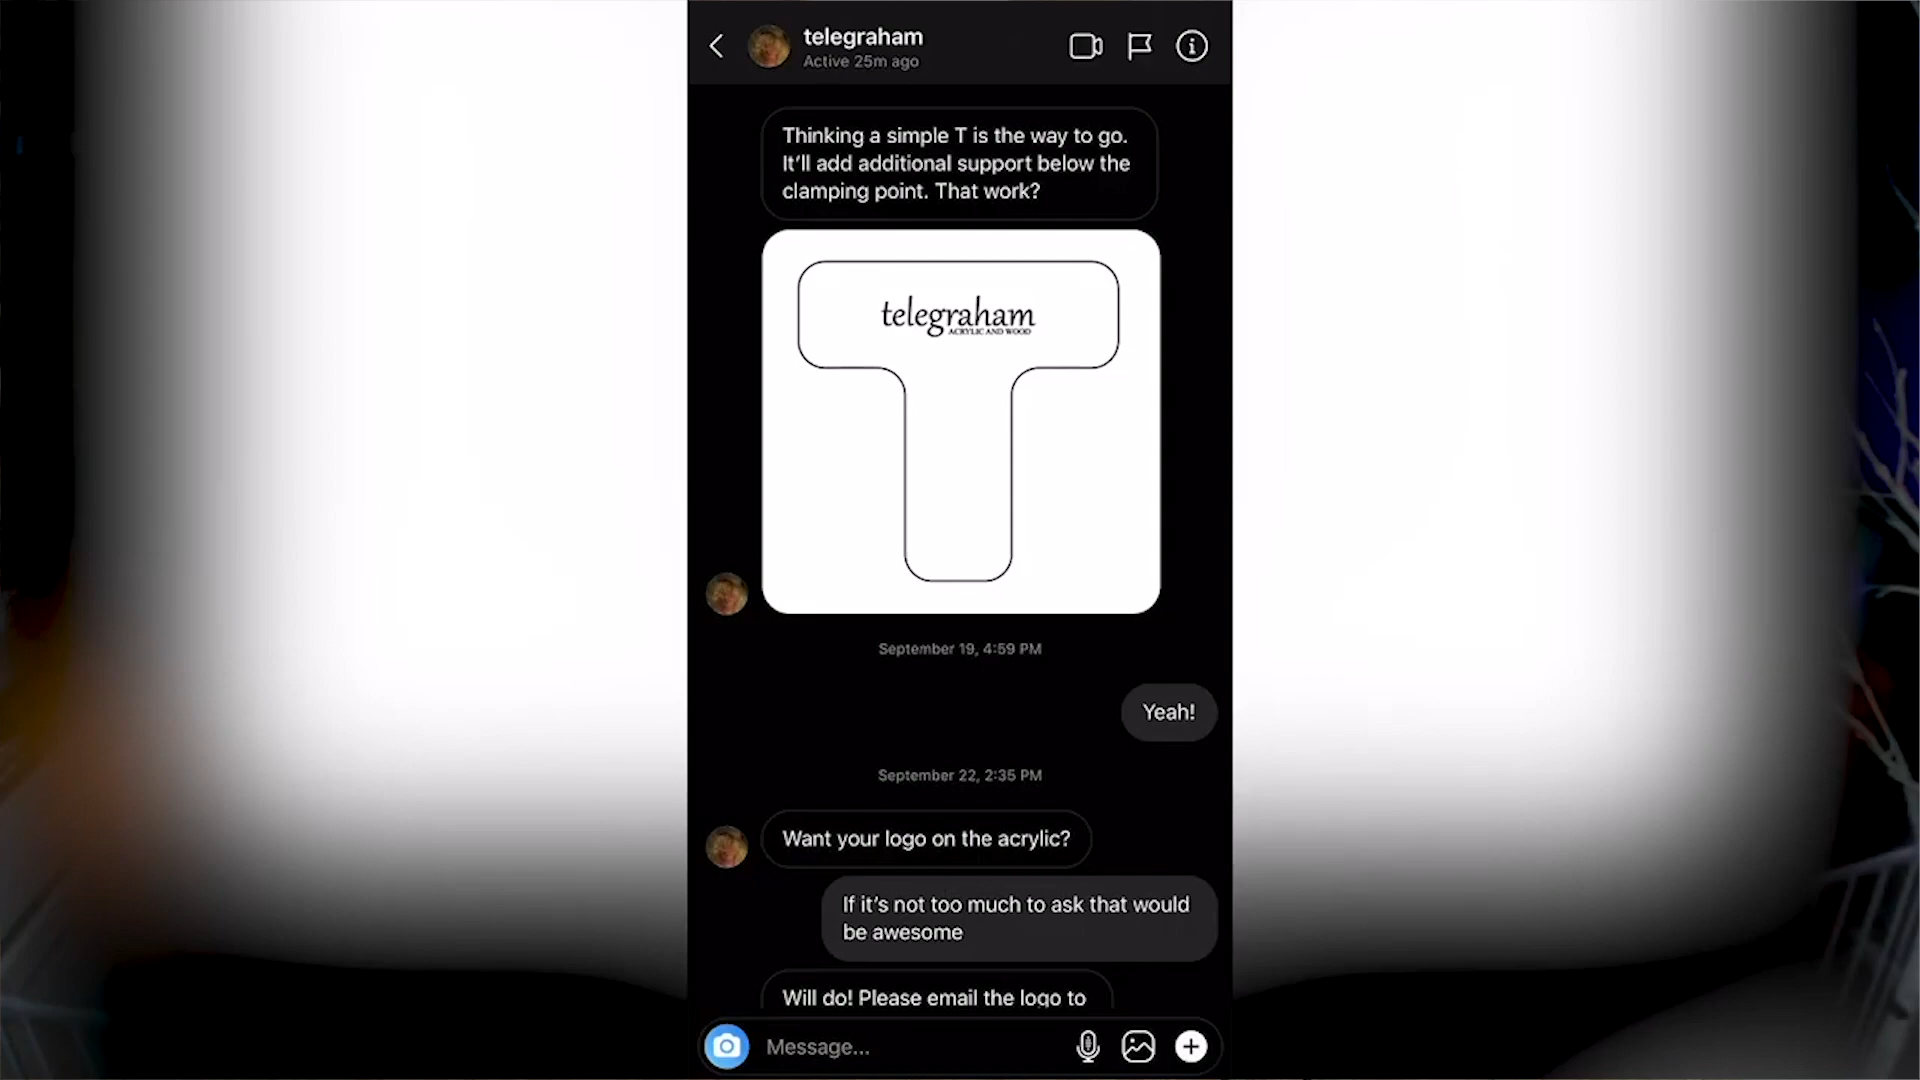 telegraham
Active 25m ago
Thinking a simple T is the way to go.
It'll add additional support below the
clamping point. That work?
telegraham
ACRYLIC AND WOOD
September 19, 4:59 PM
Yeah!
September 22, 2:35 PM
Want your logo on the acrylic?
If it's not too much to ask that would
be awesome
Will do! Please email the logo to
Message...